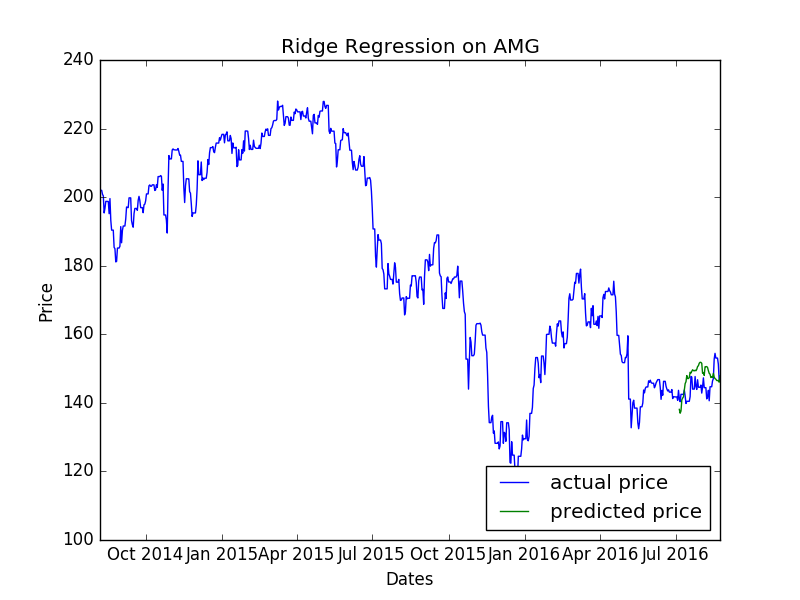 Ridge Regression on AMG
240
220
200
180
160
140
120
100
Price
Oct 2014 Jan 2015 Apr 2015 Jul 2015 Oct 2015 Jan 2016 Apr 2016 Jul 2016
Dates
actual price
predicted price